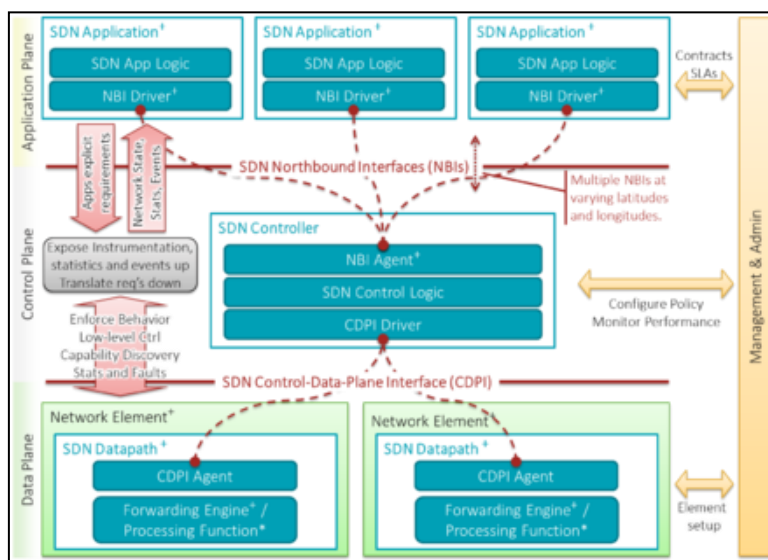 Application Plane
SDN Application+
SDN App Logic
NBI Driver+
SDN Application+
SDN App Logic
NBI Driver+
SDN Application+
SDN App Logic
NBI Driver+
Contracts
SLAs
Apps explicit
requirements
Network State,
Stats, Events
SDN Northbound Interfaces (NBIs)
Multiple NBIs at
varying latitudes
and longitudes.
Control Plane
Expose Instrumentation,
statistics and events up
Translate req's down
SDN Controller
NBI Agent+
SDN Control Logic
CDPI Driver
Configure Policy
Monitor Performance
Management & Admin
Enforce Behavior
Low-level Ctrl
Capability Discovery
Stats and Faults
SDN Control-Data-Plane Interface (CDPI)
Data Plane
Network Element+
SDN Datapath+
CDPI Agent
Forwarding Engine+ /
Processing Function*
Network Element+
SDN Datapath+
CDPI Agent
Forwarding Engine+ /
Processing Function*
Element
setup